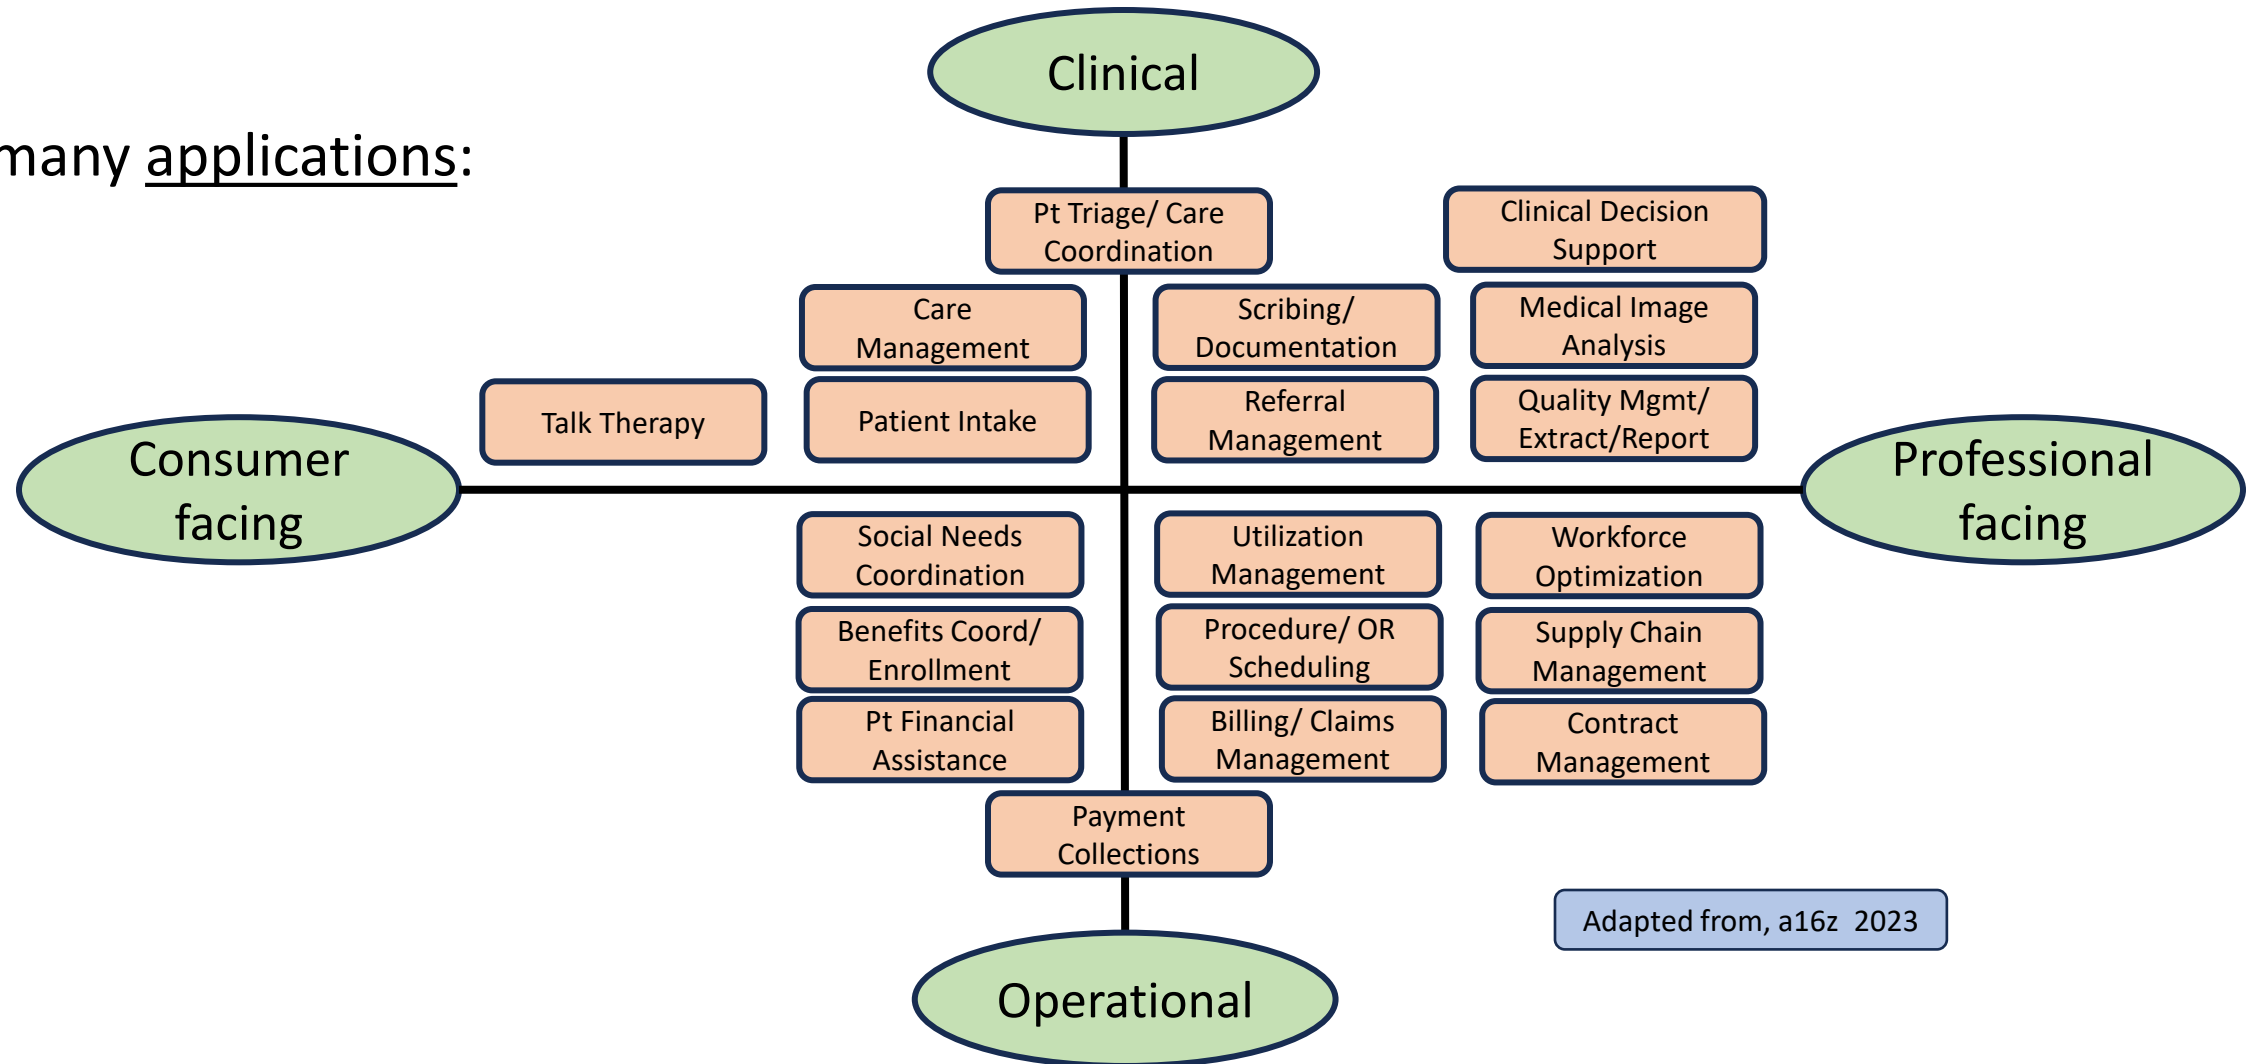 Clinical
many applications:
Pt Triage/ Care
Coordination
Clinical Decision
Support
Care
Management
Scribing/
Documentation
Medical Image
Analysis
Talk Therapy
Patient Intake
Referral
Management
Quality Mgmt/
Extract/Report
Consumer
facing
Professional
facing
Social Needs
Coordination
Utilization
Management
Workforce
Optimization
Benefits Coord/
Enrollment
Procedure/ OR
Scheduling
Supply Chain
Management
Pt Financial
Assistance
Billing/ Claims
Management
Contract
Management
Payment
Collections
Adapted from, a16z  2023
Operational